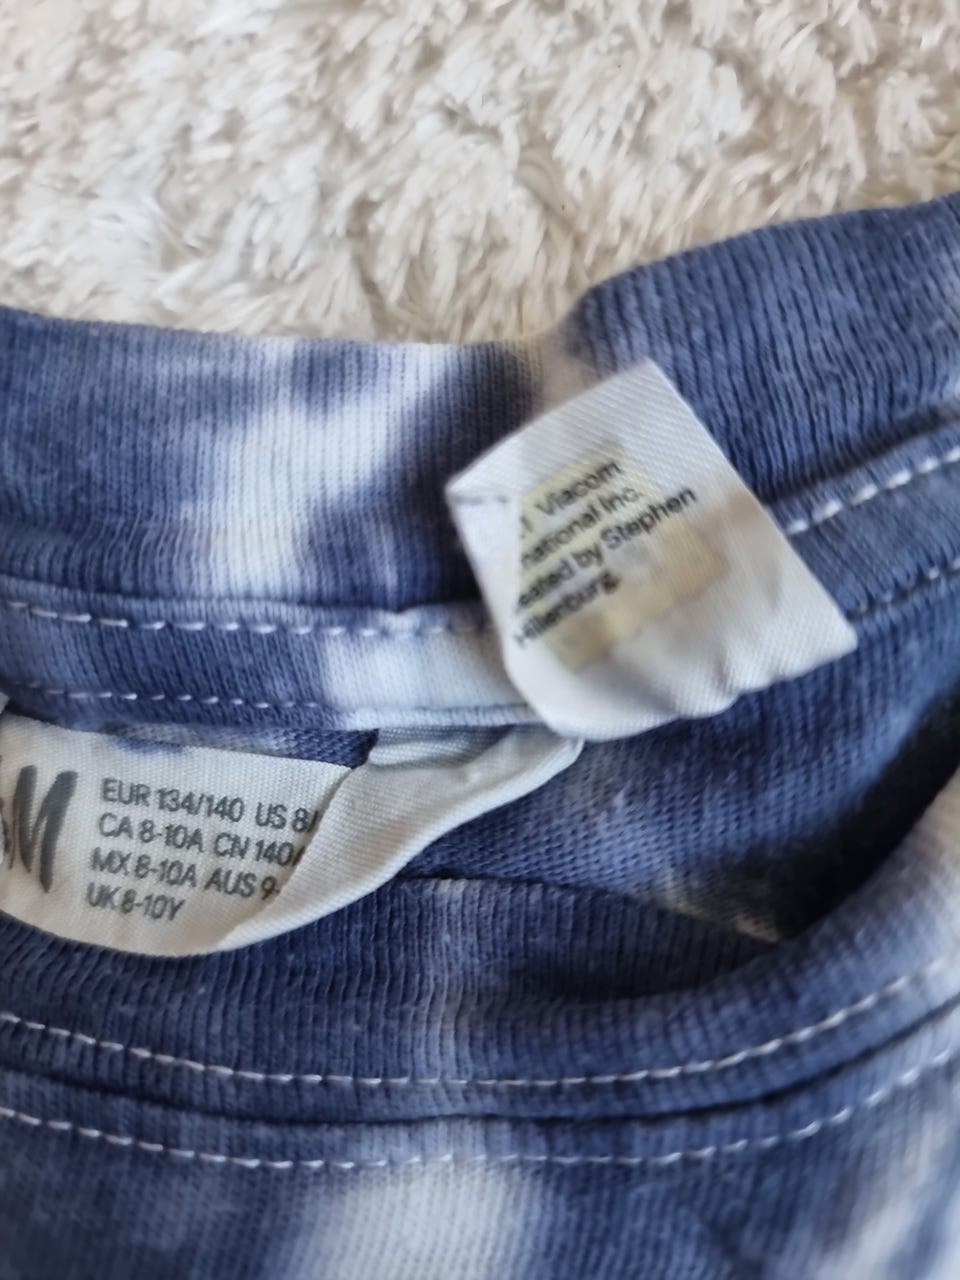 Viacom
national Inc.
eated by Stephen
Hillenburg
M
EUR 134/140 US 8
CA 8-10A CN 140
MX 8-10A AUS 9-
UK 8-10Y